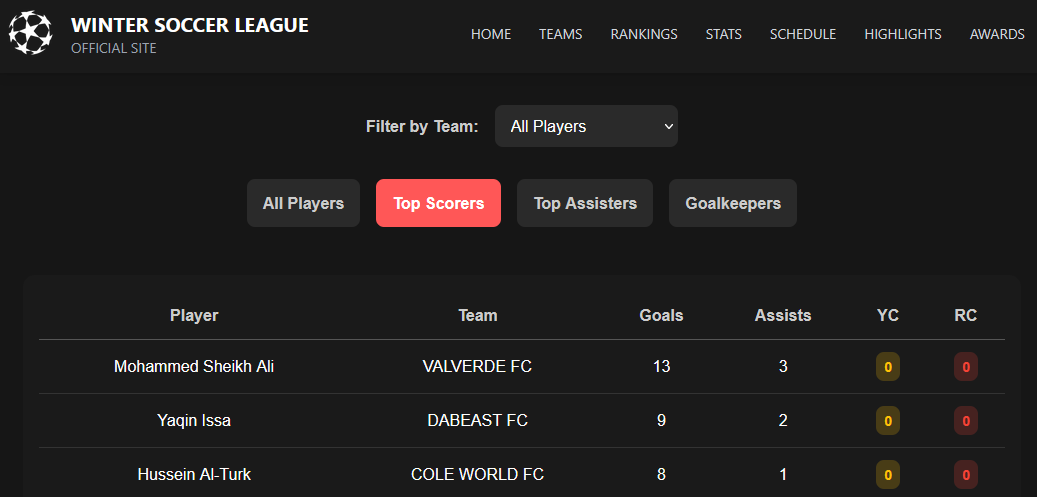 WINTER SOCCER LEAGUE
OFFICIAL SITE
HOME TEAMS RANKINGS STATS SCHEDULE HIGHLIGHTS AWARDS
Filter by Team: All Players
All Players Top Scorers Top Assisters Goalkeepers
Player Team Goals Assists YC RC
Mohammed Sheikh Ali VALVERDE FC 13 3 0 0
Yaqin Issa DABEAST FC 9 2 0 0
Hussein Al-Turk COLE WORLD FC 8 1 0 0